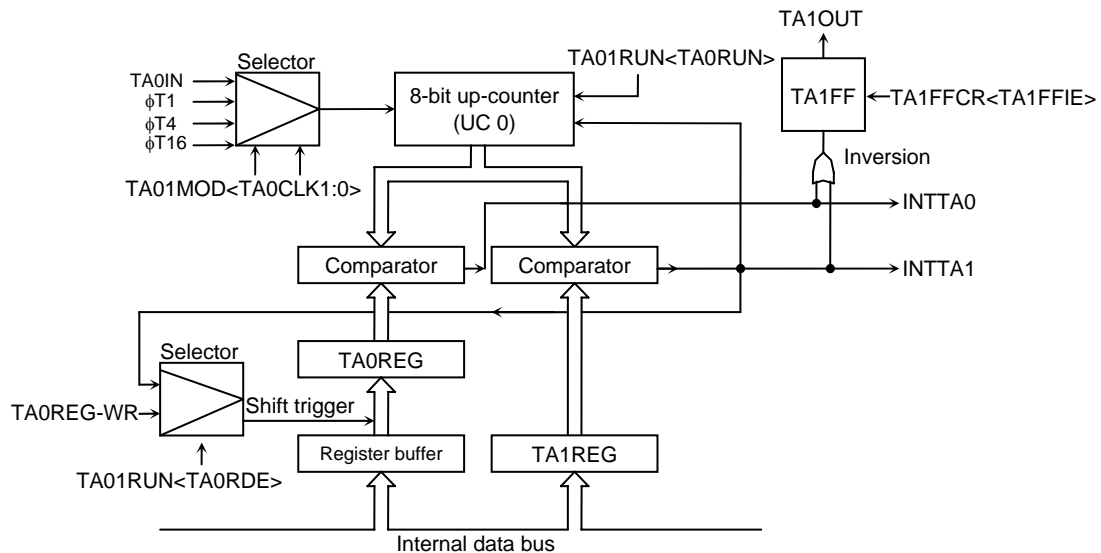 TA1OUT
Selector
TA01RUN<TA0RUN>
TA0IN
ϕT1
ϕT4
ϕT16
8-bit up-counter
(UC 0)
TA1FF
TA1FFCR<TA1FFIE>
Inversion
TA01MOD<TA0CLK1:0>
INTTA0
Comparator
Comparator
INTTA1
Selector
TA0REG
TA0REG-WR
Shift trigger
Register buffer
TA1REG
TA01RUN<TA0RDE>
Internal data bus